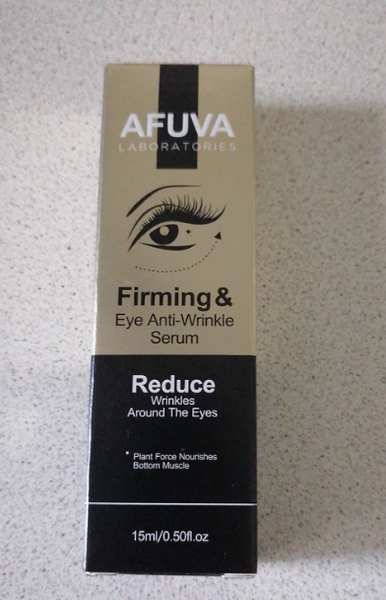 AFUVA
LABORATORIES
Firming &
Eye Anti-Wrinkle
Serum
Reduce
Wrinkles
Around The Eyes
* Plant Force Nourishes
Bottom Muscle
15ml/0.50fl.oz